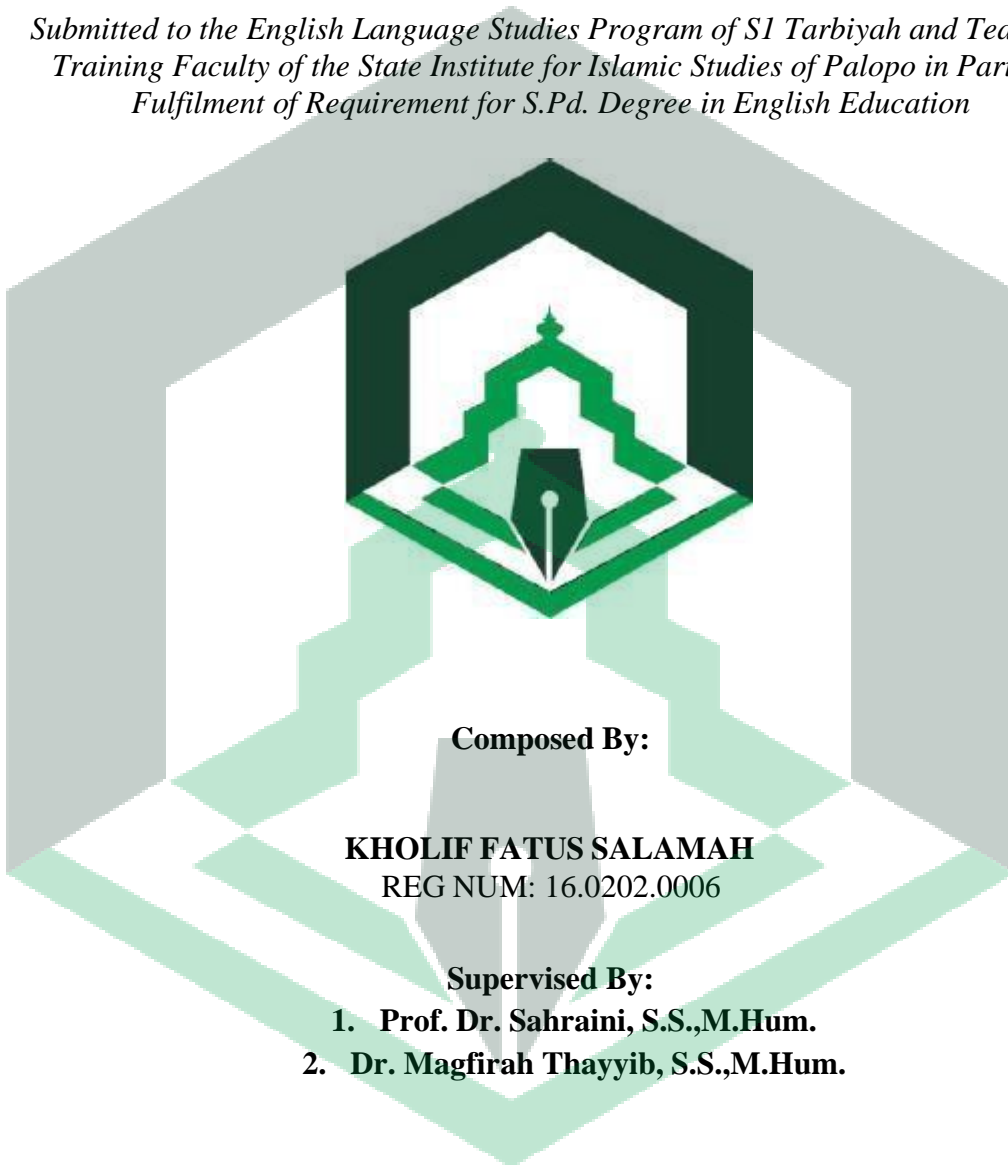 Submitted to the English Language Studies Program of S1 Tarbiyah and
Training Faculty of the State Institute for Islamic Studies of Palopo in
Fulfilment of Requirement for S.Pd. Degree in English Education
Composed By:
KHOLIF FATUS SALAMAH
REG NUM: 16.0202.0006
Supervised By:
1. Prof. Dr. Sahraini, S.S.,M.Hum.
2. Dr. Magfirah Thayyib, S.S.,M.Hum.